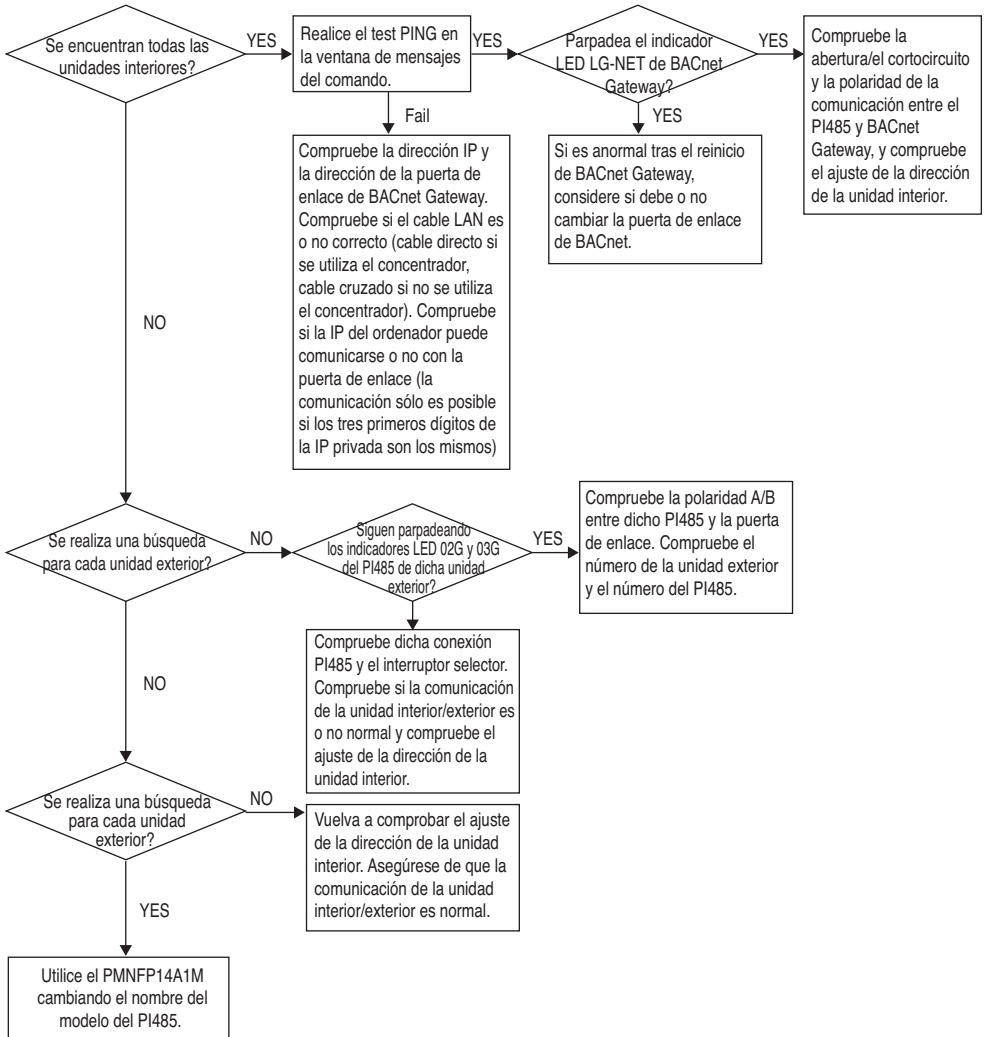 Se encuentran todas las
unidades interiores?
YES
Realice el test PING en
la ventana de mensajes
del comando.
YES
Parpadea el indicador
LED LG-NET de BACnet
Gateway?
YES
Compruebe la
abertura/el cortocircuito
y la polaridad de la
comunicación entre el
PI485 y BACnet
Gateway, y compruebe
el ajuste de la dirección
de la unidad interior.
Fail
YES
Compruebe la dirección IP y
la dirección de la puerta de
enlace de BACnet Gateway.
Compruebe si el cable LAN es
o no correcto (cable directo si
se utiliza el concentrador,
cable cruzado si no se utiliza
el concentrador). Compruebe
si la IP del ordenador puede
comunicarse o no con la
puerta de enlace (la
comunicación sólo es posible
si los tres primeros dígitos de
la IP privada son los mismos)
Si es anormal tras el reinicio
de BACnet Gateway,
considere si debe o no
cambiar la puerta de enlace
de BACnet.
NO
Se realiza una búsqueda
para cada unidad exterior?
NO
Siguen parpadeando
los indicadores LED 02G y 03G
del PI485 de dicha unidad
exterior?
YES
Compruebe la polaridad A/B
entre dicho PI485 y la puerta
de enlace. Compruebe el
número de la unidad exterior
y el número del PI485.
Compruebe dicha conexión
PI485 y el interruptor selector.
Compruebe si la comunicación
de la unidad interior/exterior es
o no normal y compruebe el
ajuste de la dirección de la
unidad interior.
NO
Se realiza una búsqueda
para cada unidad
exterior?
NO
Vuelva a comprobar el ajuste
de la dirección de la unidad
interior. Asegúrese de que la
comunicación de la unidad
interior/exterior es normal.
YES
Utilice el PMNFP14A1M
cambiando el nombre del
modelo del PI485.